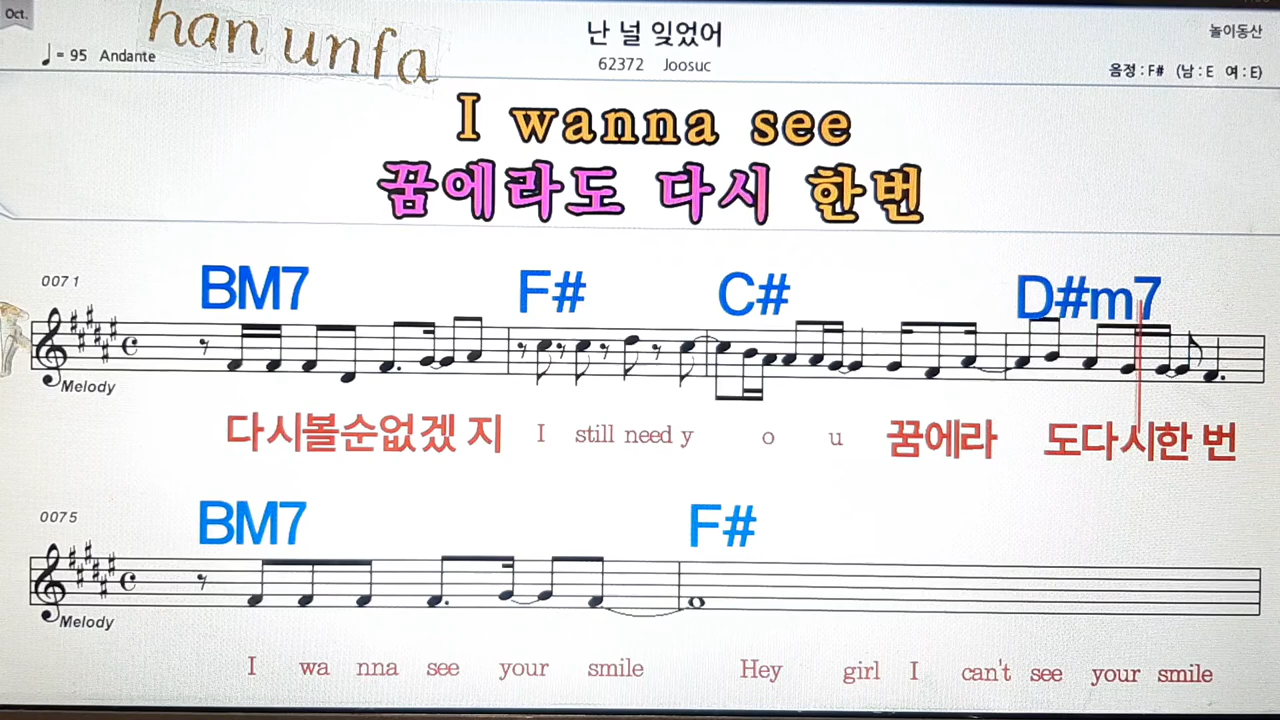 Oct.
han unfa
♩= 95 Andante
난 널 잊었어
62372 Joosuc
놀이동산
음정 : F# (남 : E 여 : E)
I wanna see
꿈에라도 다시 한번
0071
BM7 F# C# D#m7
Melody
다시볼순없겠 지 I still need y o u 꿈에라 도다시한 번
0075
BM7 F#
Melody
I wa nna see your smile Hey girl I can't see your smile